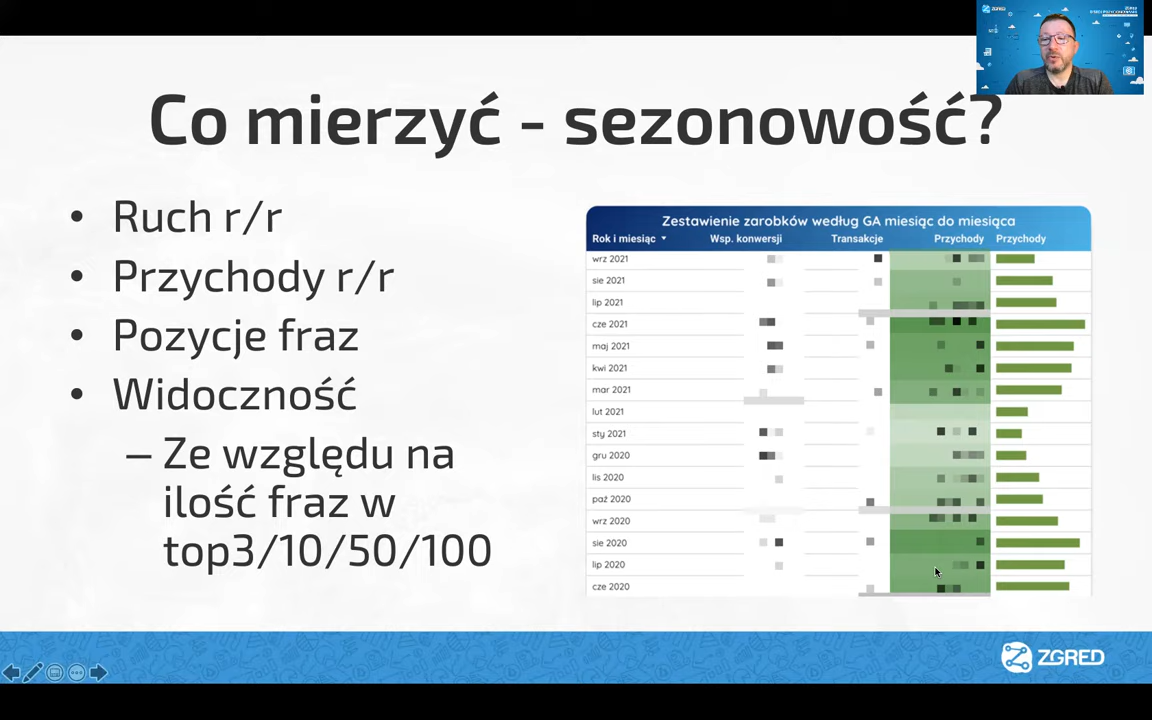 ZGRED
ZGRED
Co mierzyć - sezonowość?
• Ruch r/r
• Przychody r/r
• Pozycje fraz
• Widoczność
– Ze względu na
ilość fraz w
top3/10/50/100
Zestawienie zarobków według GA miesiąc do miesiąca
Rok i miesiąc Wsp. konwersji Transakcje Przychody Przychody
wrz 2021
sie 2021
lip 2021
cze 2021
maj 2021
kwi 2021
mar 2021
lut 2021
sty 2021
gru 2020
lis 2020
paź 2020
wrz 2020
sie 2020
lip 2020
cze 2020
ZGRED